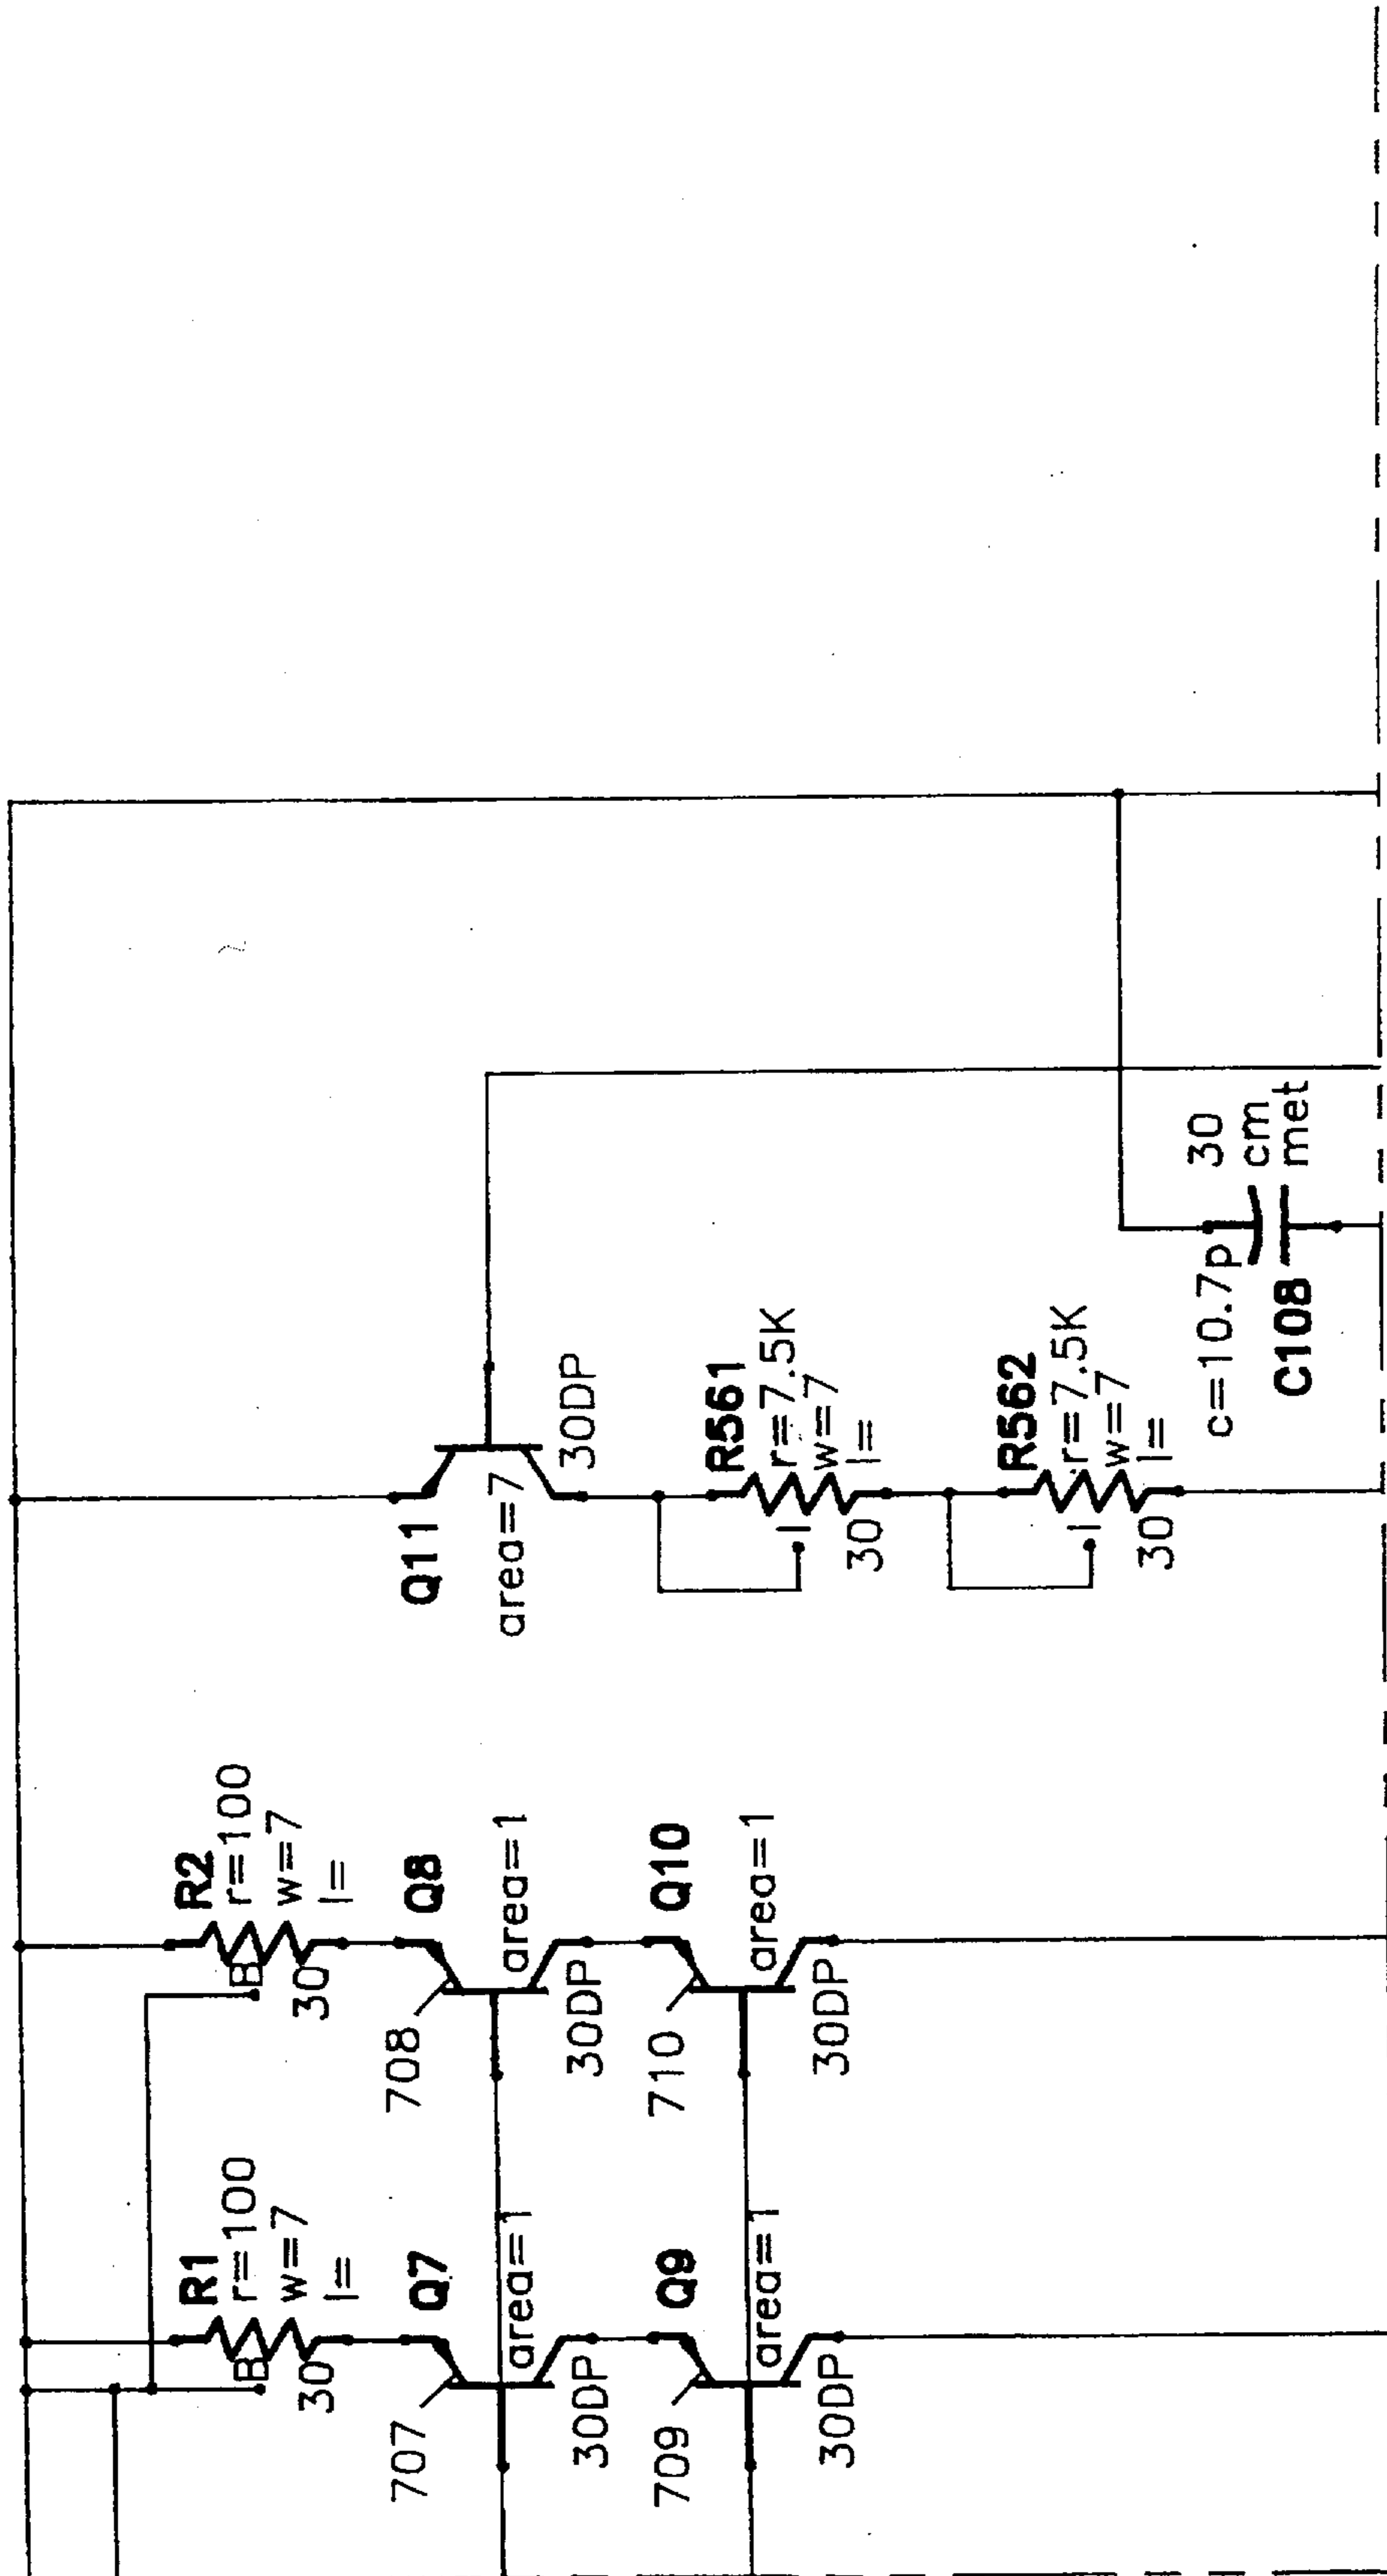 R1
r=100
w=7
l=
B
30
R2
r=100
w=7
l=
B
30
Q7
707
area=1
30DP
Q8
708
area=1
30DP
Q9
709
area=1
30DP
Q10
710
area=1
30DP
Q11
area=7
30DP
R561
r=7.5K
w=7
l=
I
30
R562
r=7.5K
w=7
l=
I
30
c=10.7p
C108
30
cm
met